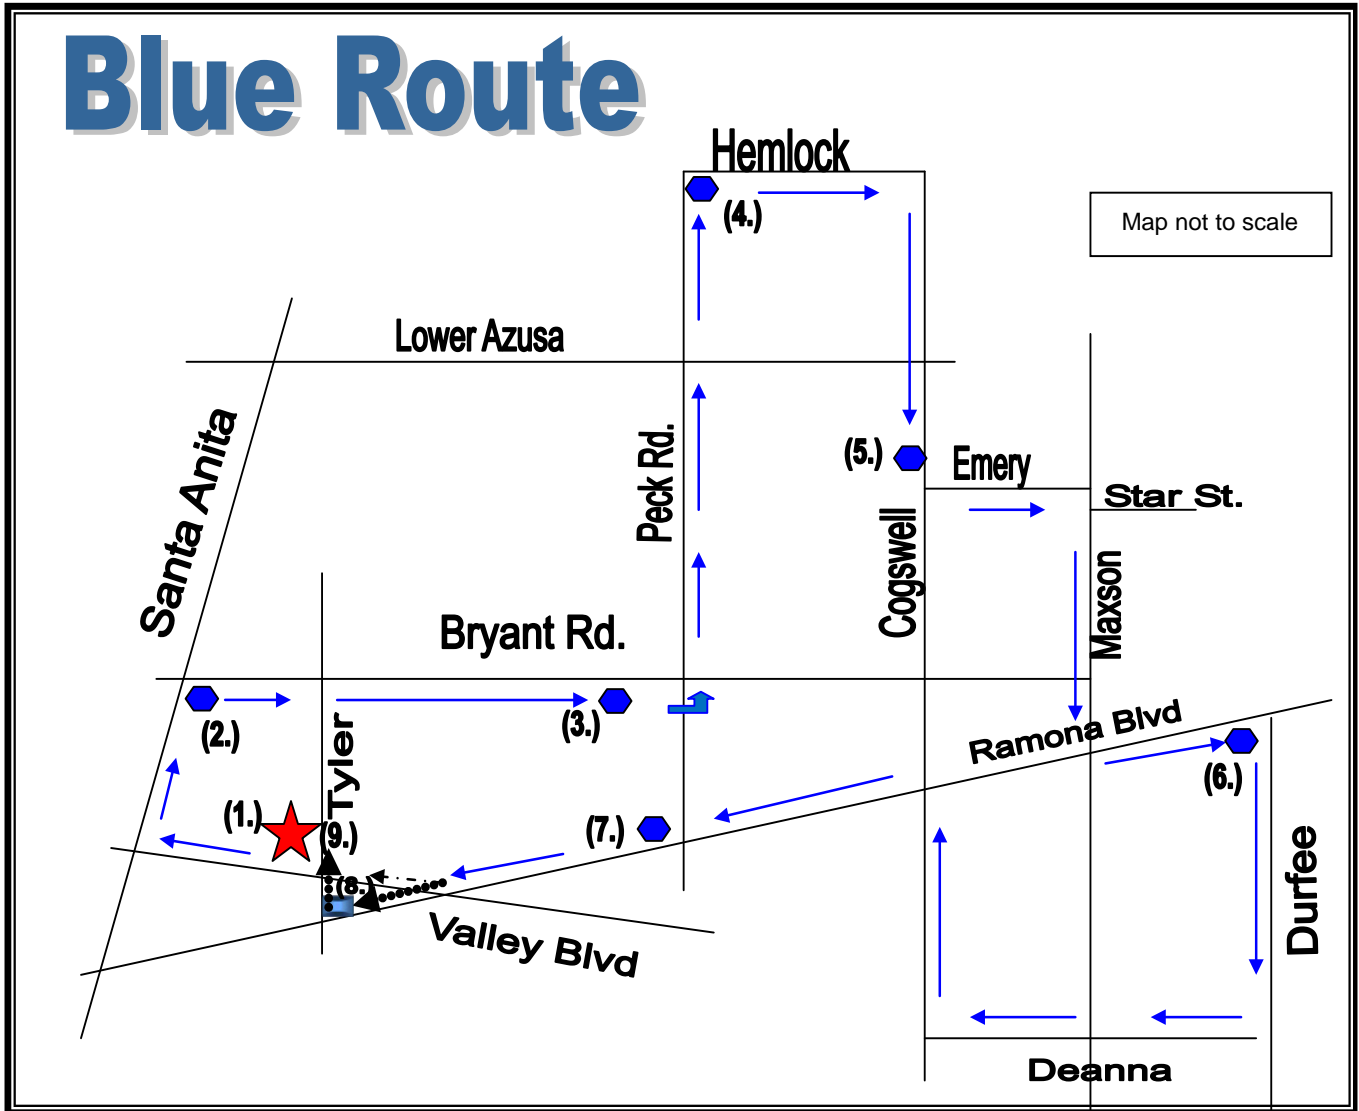 Blue Route
Hemlock
(4.)
Map not to scale
Lower Azusa
Santa Anita
Peck Rd.
(5.)
Emery
Star St.
Cogswell
Maxson
Bryant Rd.
(2.)
(3.)
Tyler
Ramona Blvd
(6.)
(1.)
(9.)
(7.)
(8.)
Valley Blvd
Durfee
Deanna